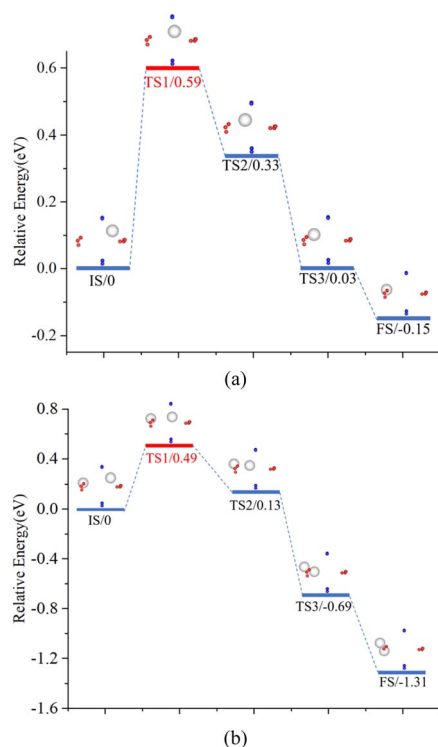 Relative Energy(eV)
0.6
0.4
0.2
0.0
-0.2
TS1/0.59
TS2/0.33
IS/0
TS3/0.03
FS/-0.15
(a)
Relative Energy(eV)
0.8
0.4
0.0
-0.4
-0.8
-1.2
-1.6
TS1/0.49
TS2/0.13
IS/0
TS3/-0.69
FS/-1.31
(b)